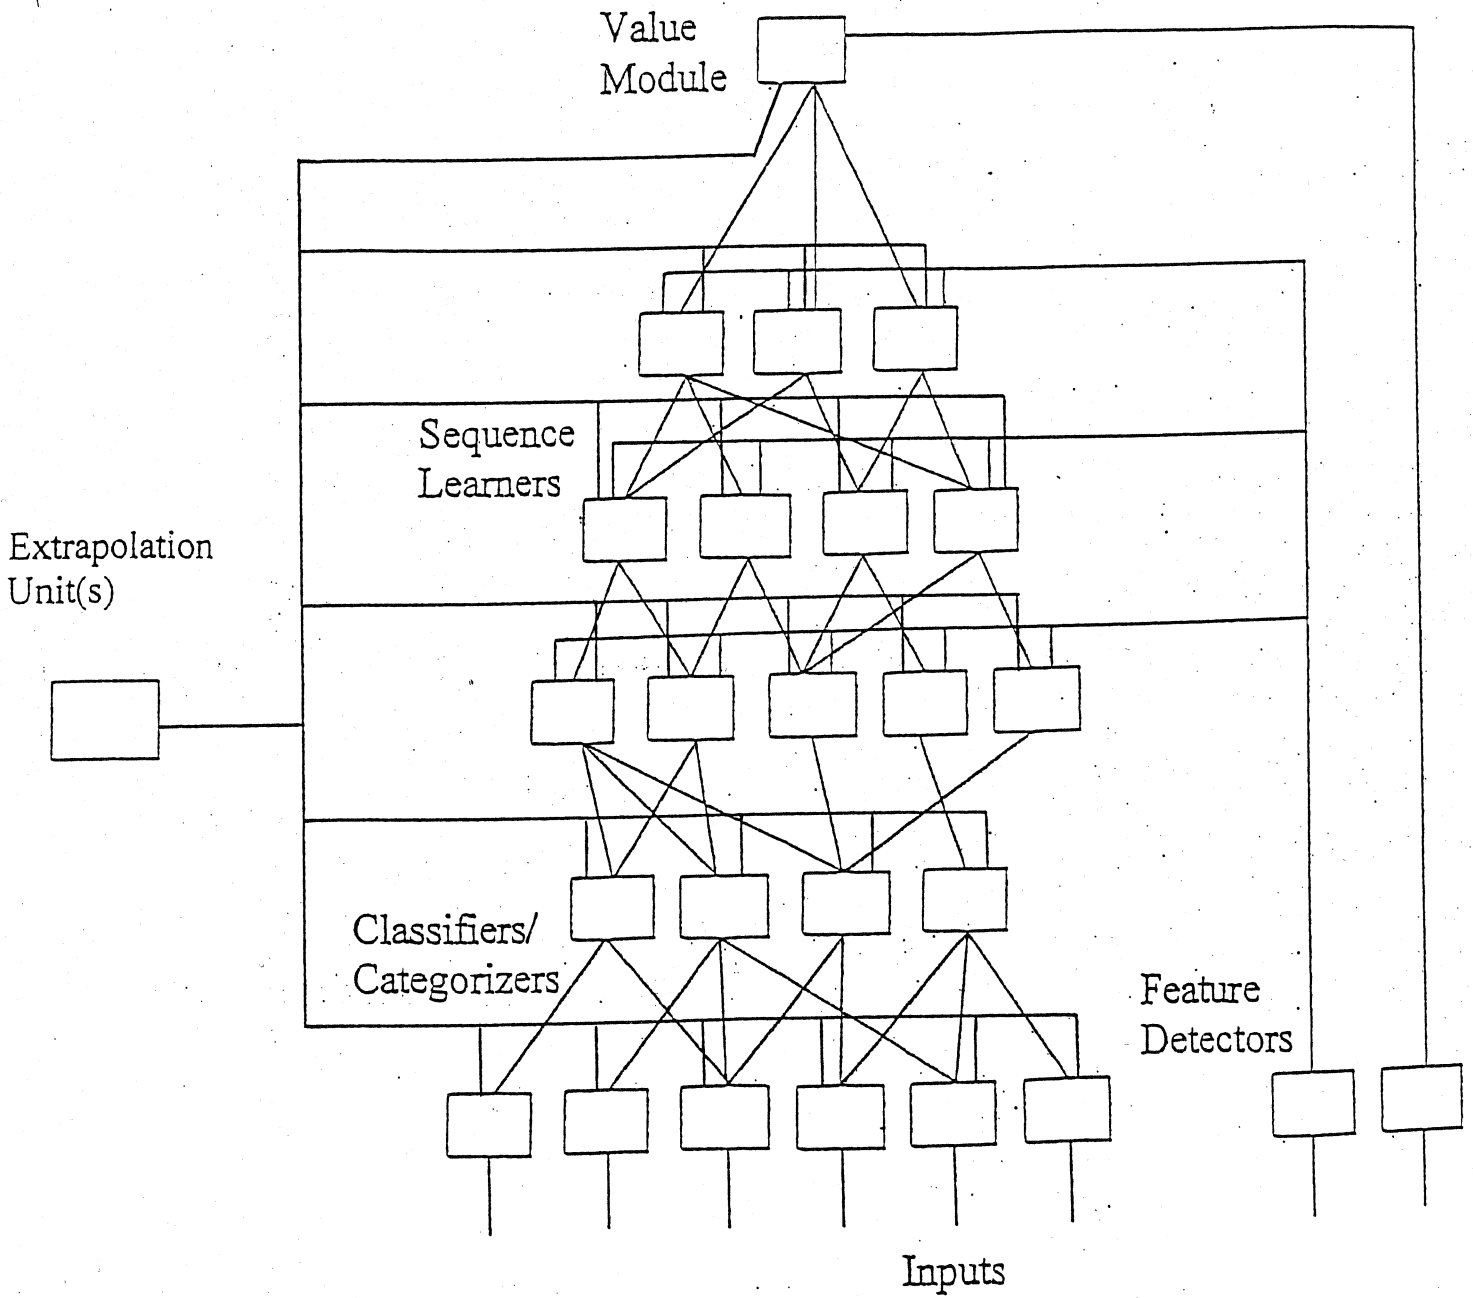 Value
Module
Sequence
Learners
Extrapolation
Unit(s)
Classifiers/
Categorizers
Feature
Detectors
Inputs